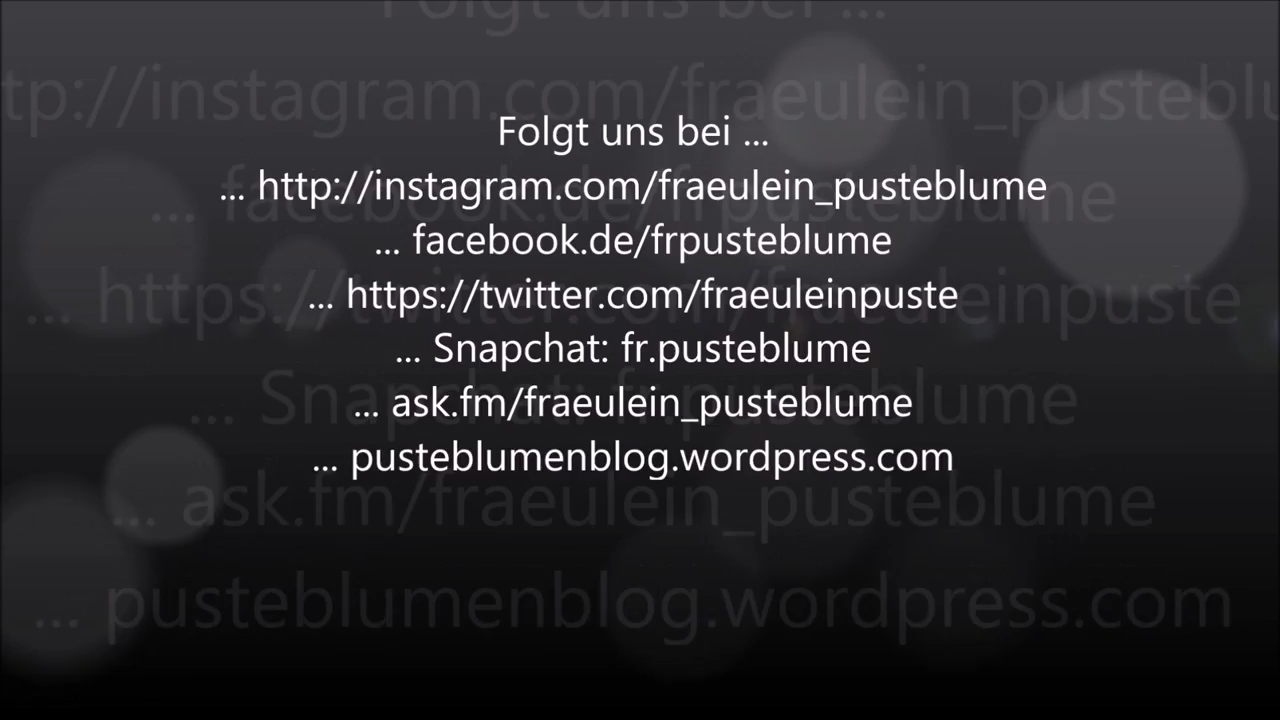 Folgt uns bei ...
... http://instagram.com/fraeulein_pusteblume
... facebook.de/frpusteblume
... https://twitter.com/fraeuleinpuste
... Snapchat: fr.pusteblume
... ask.fm/fraeulein_pusteblume
... pusteblumenblog.wordpress.com